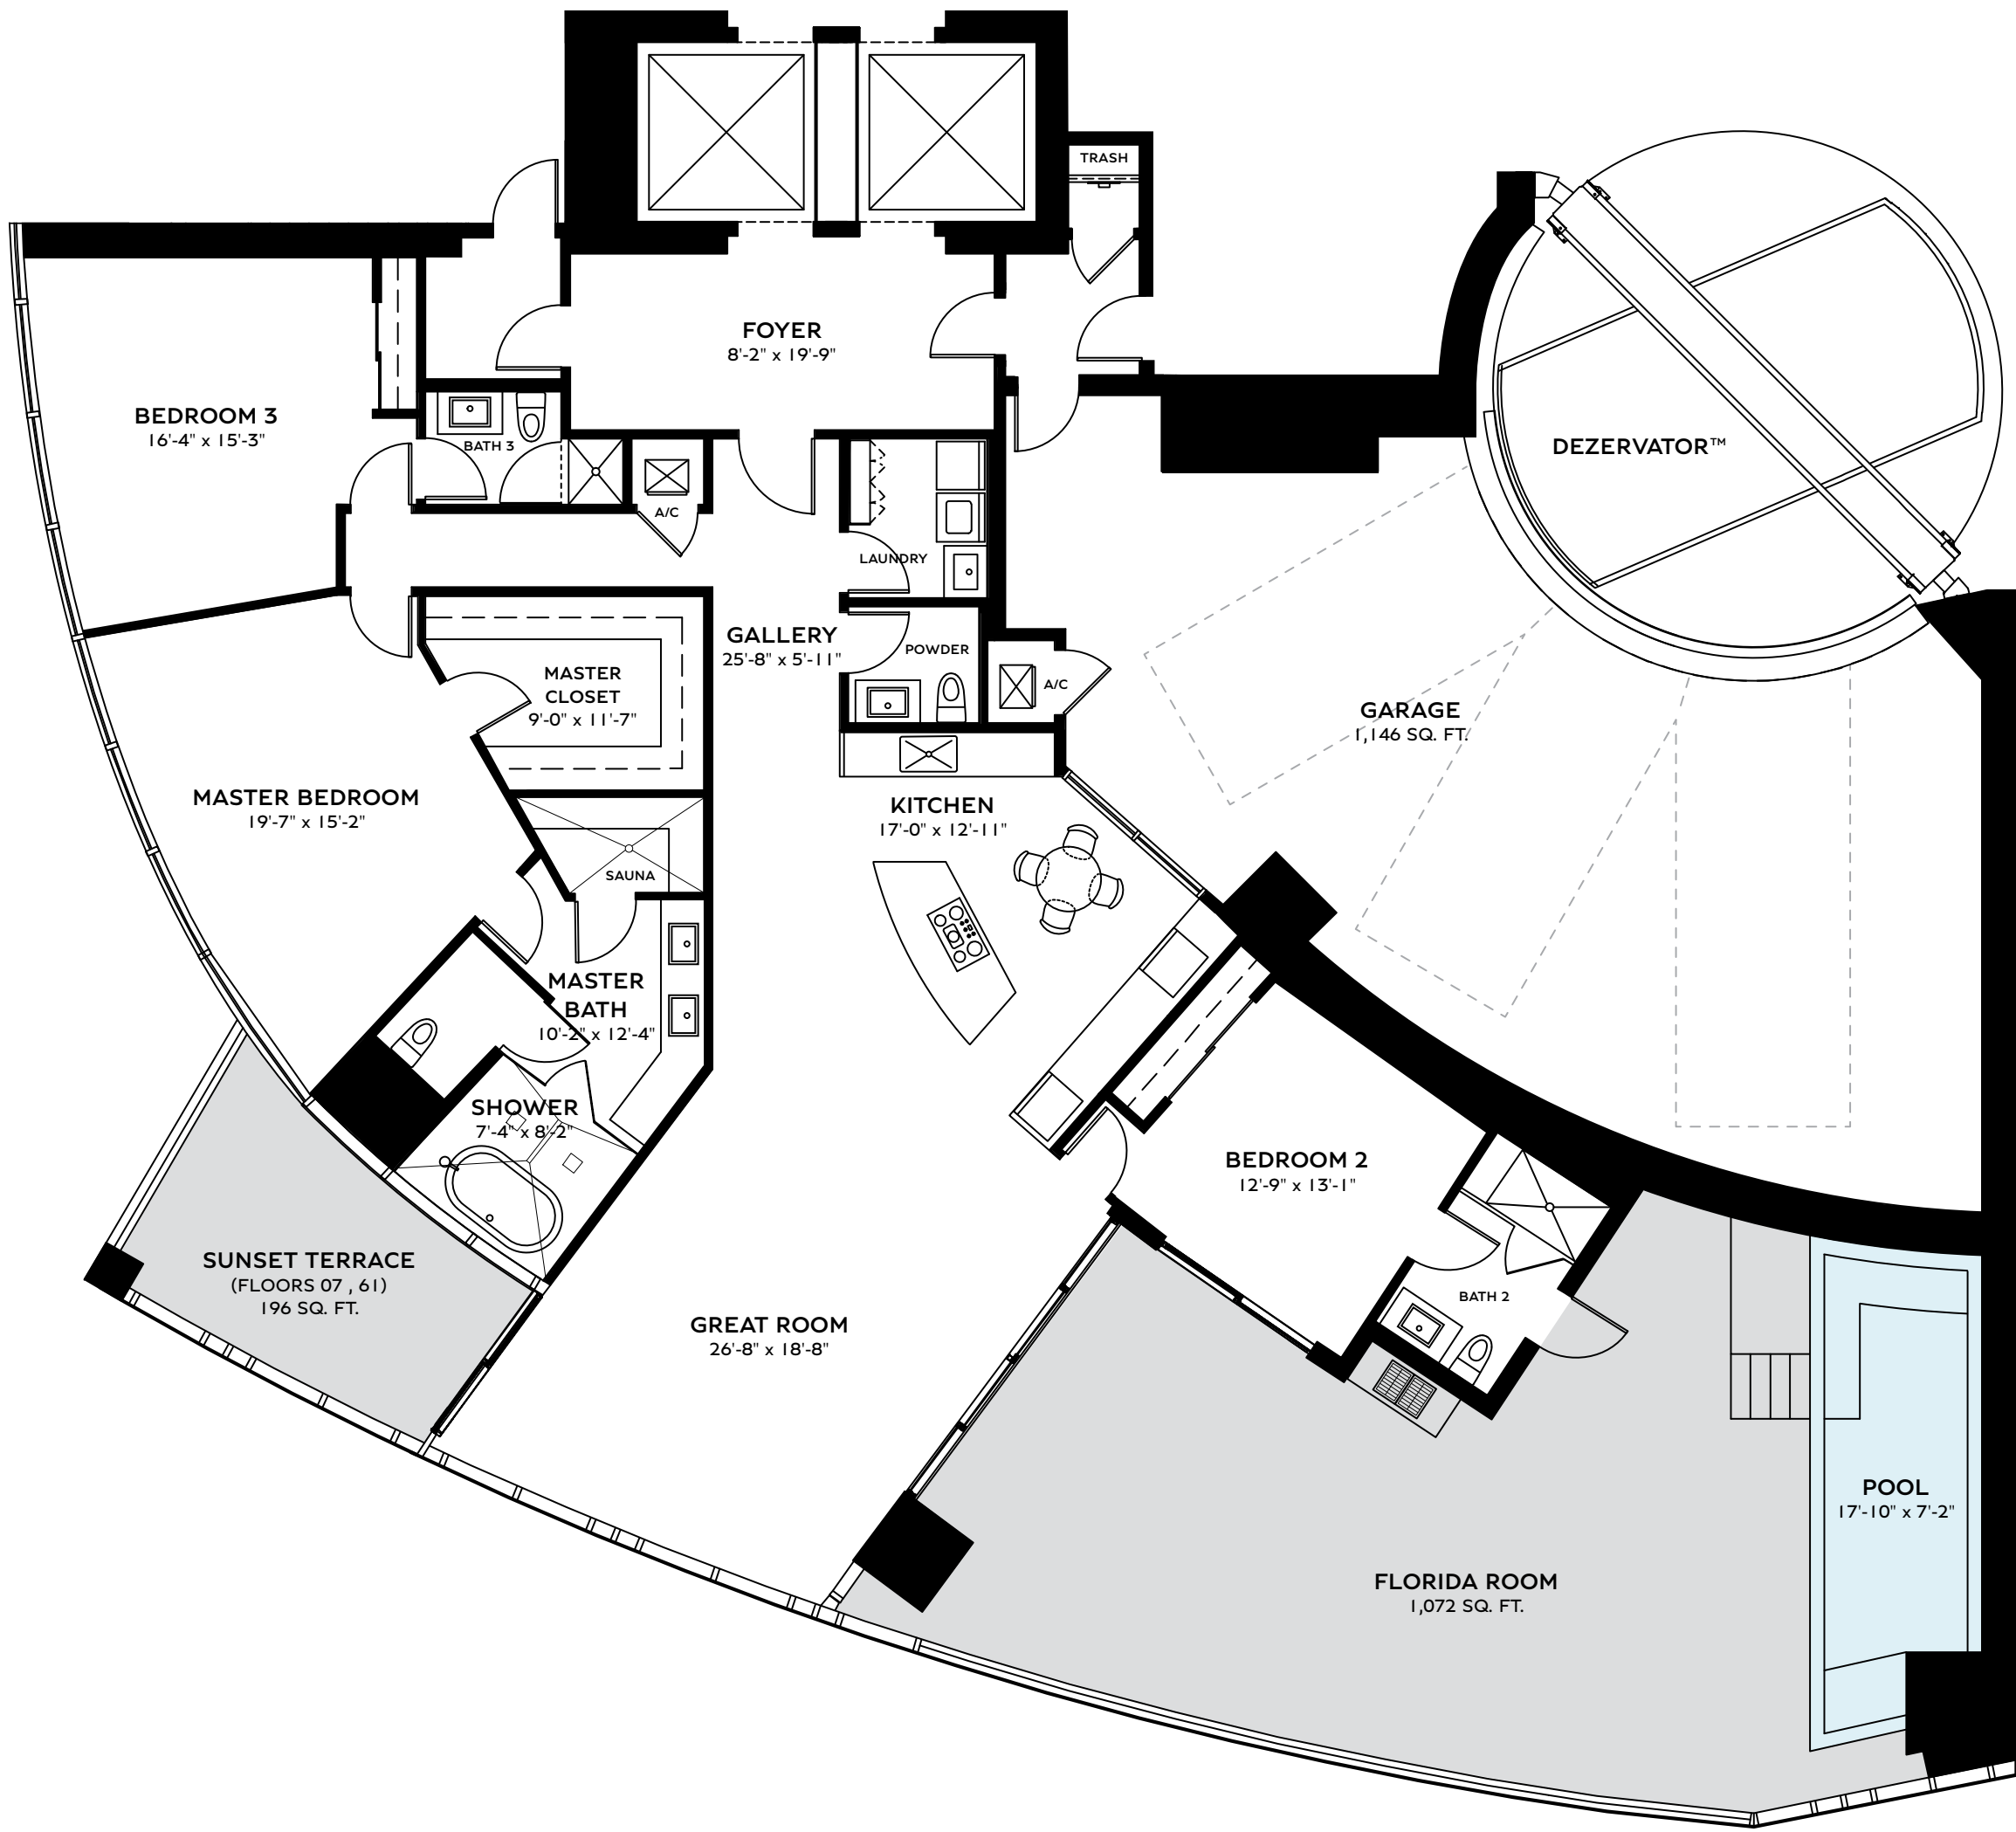 TRASH
FOYER
8'-2" x 19'-9"
BEDROOM 3
16'-4" x 15'-3"
BATH 3
DEZERVATOR™
A/C
LAUNDRY
GALLERY
25'-8" x 5'-11"
POWDER
A/C
MASTER
CLOSET
9'-0" x 11'-7"
GARAGE
1,146 SQ. FT.
MASTER BEDROOM
19'-7" x 15'-2"
KITCHEN
17'-0" x 12'-11"
SAUNA
MASTER
BATH
10'-2" x 12'-4"
SHOWER
7'-4" x 8'-2"
BEDROOM 2
12'-9" x 13'-1"
SUNSET TERRACE
(FLOORS 07 , 61)
196 SQ. FT.
BATH 2
GREAT ROOM
26'-8" x 18'-8"
POOL
17'-10" x 7'-2"
FLORIDA ROOM
1,072 SQ. FT.